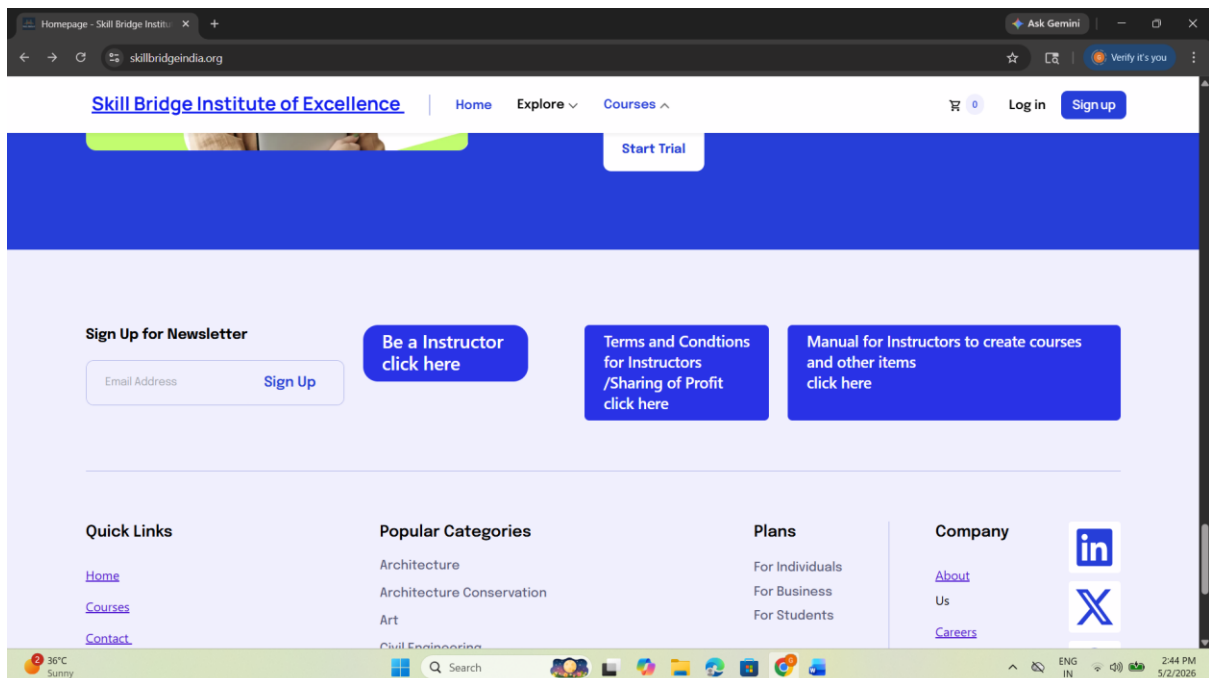 Homepage - Skill Bridge Institu
Ask Gemini
skillbridgeindia.org
Verify it's you
Skill Bridge Institute of Excellence
Home
Explore
Courses
0
Log in
Sign up
Start Trial
Sign Up for Newsletter
Email Address
Sign Up
Be a Instructor
click here
Terms and Condtions
for Instructors
/Sharing of Profit
click here
Manual for Instructors to create courses
and other items
click here
Quick Links
Home
Courses
Contact
Popular Categories
Architecture
Architecture Conservation
Art
Civil Engineering
Plans
For Individuals
For Business
For Students
Company
About
Us
Careers
in
X
2
36°C
Sunny
Search
ENG
IN
2:44 PM
5/2/2026